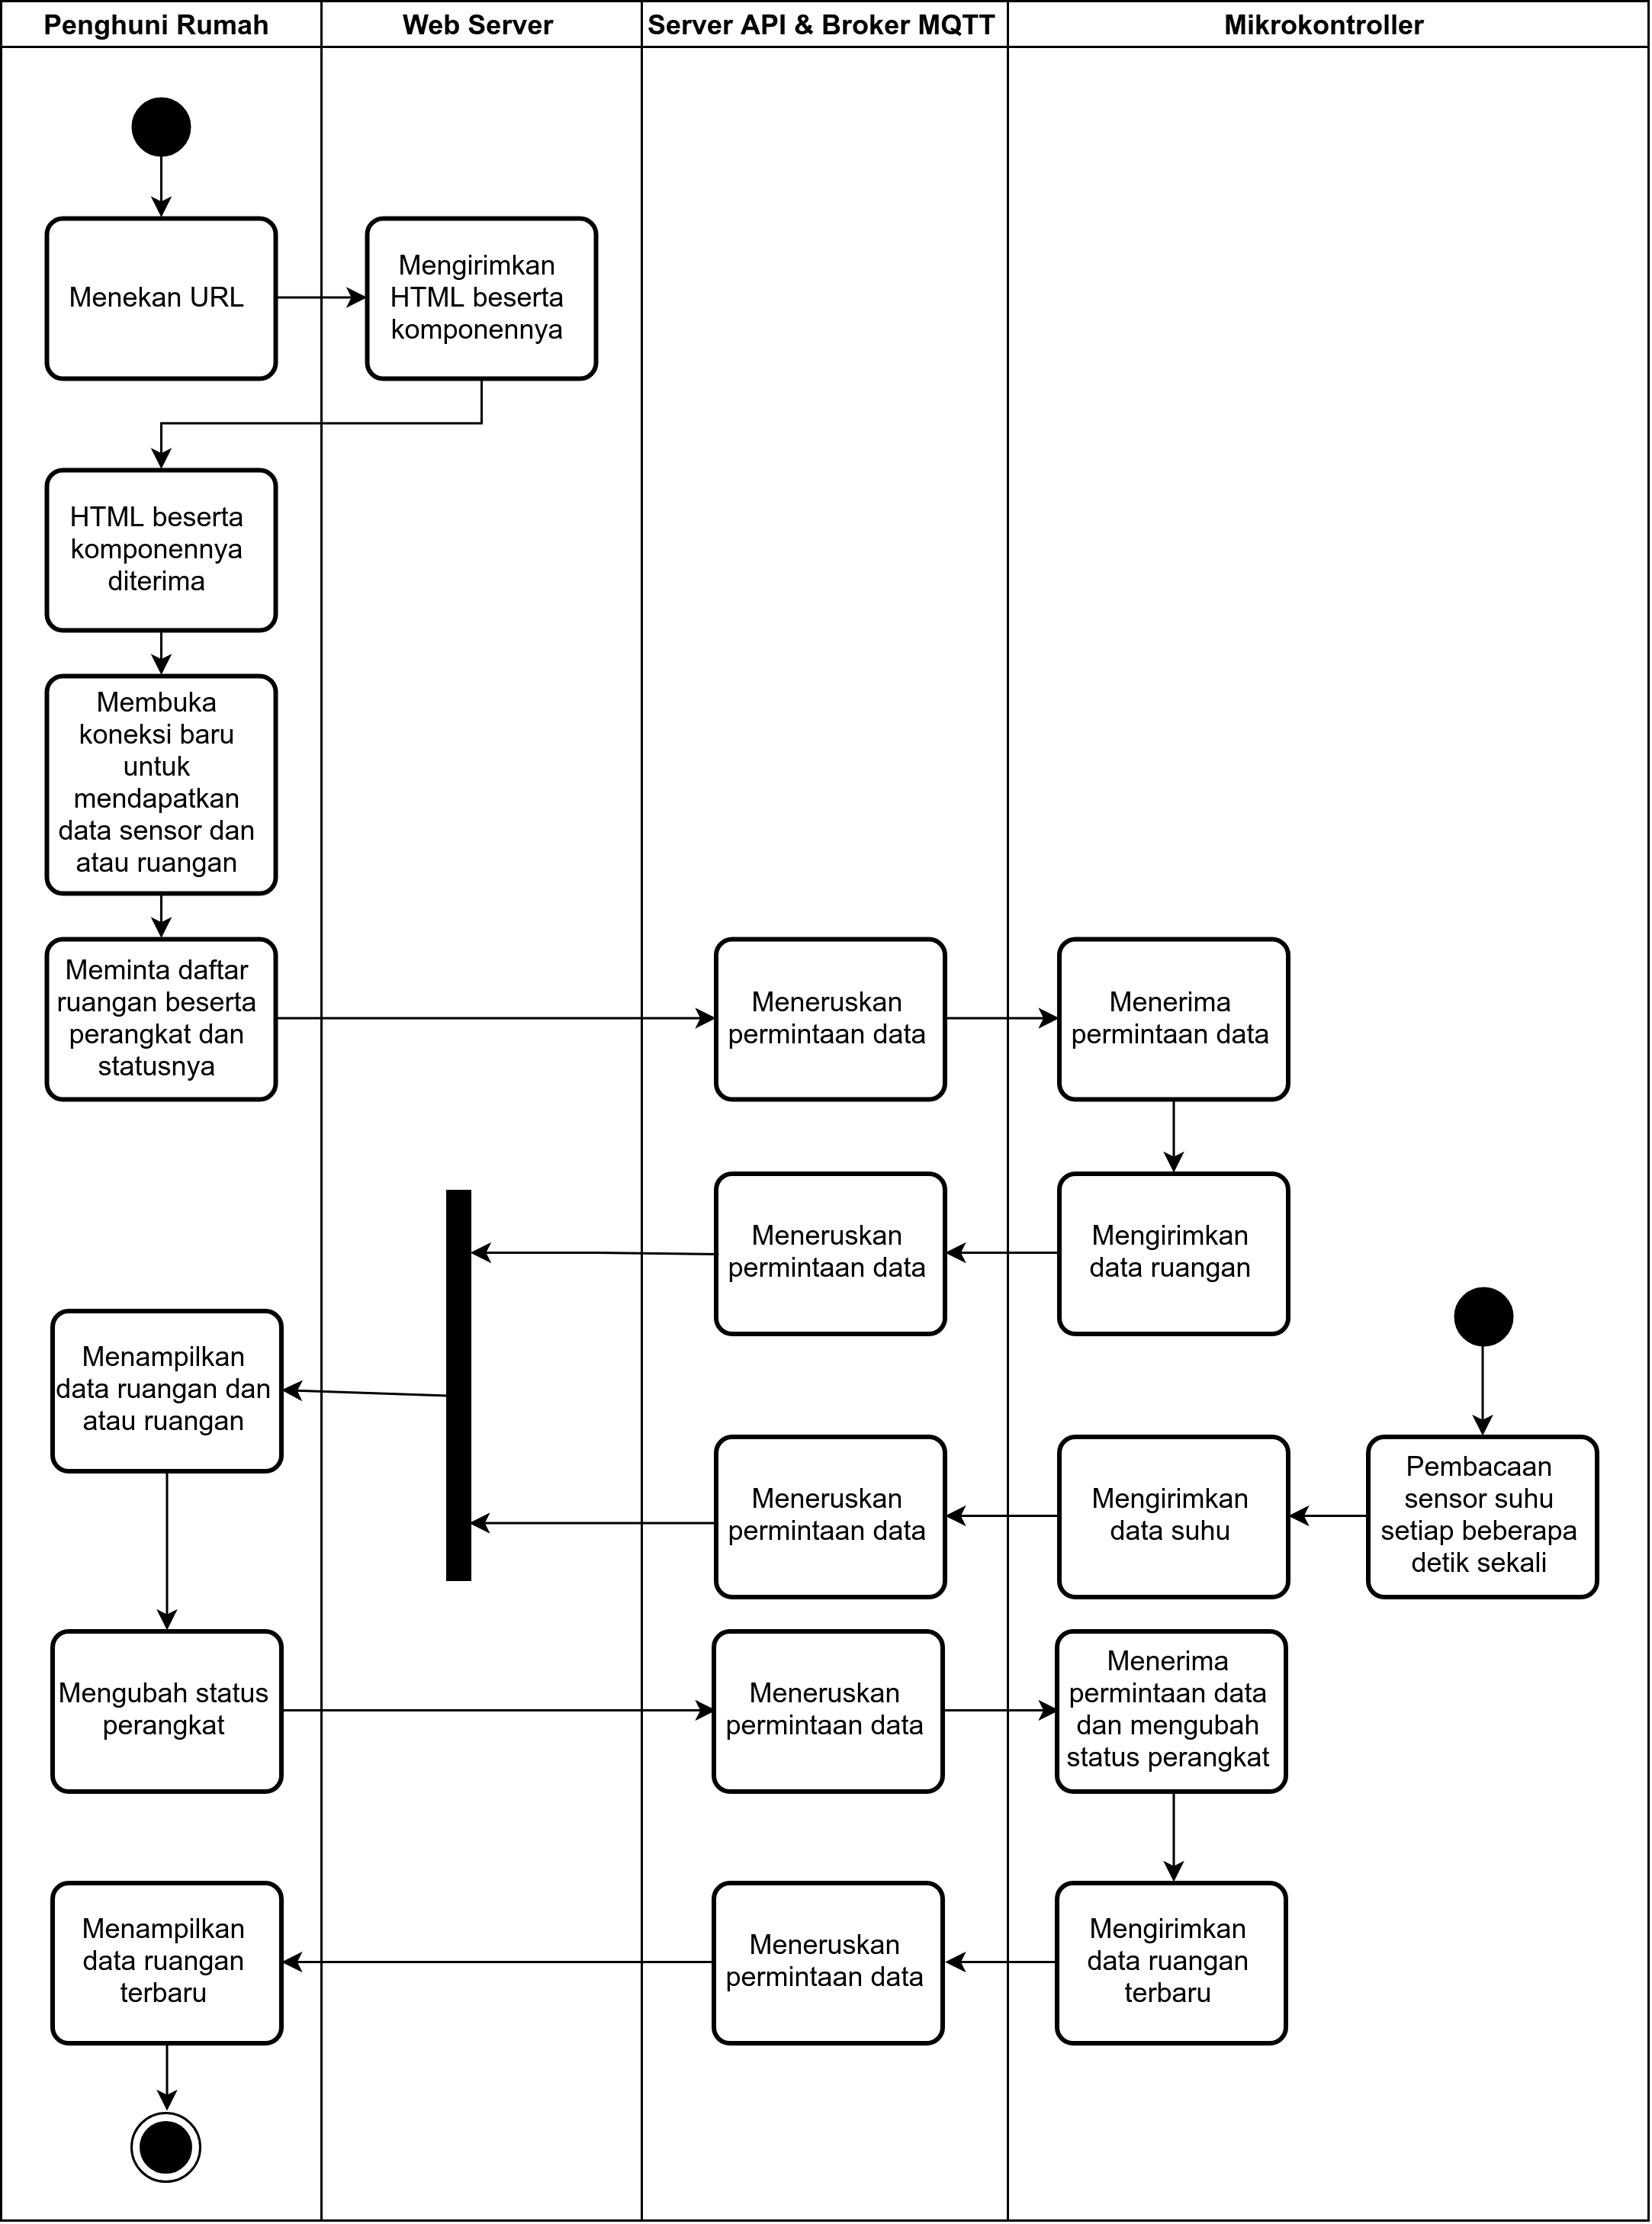 Penghuni Rumah
Web Server
Server API & Broker MQTT
Mikrokontroller
Menekan URL
Mengirimkan
HTML beserta
komponennya
HTML beserta
komponennya
diterima
Membuka
koneksi baru
untuk
mendapatkan
data sensor dan
atau ruangan
Meminta daftar
ruangan beserta
perangkat dan
statusnya
Meneruskan
permintaan data
Menerima
permintaan data
Meneruskan
permintaan data
Mengirimkan
data ruangan
Menampilkan
data ruangan dan
atau ruangan
Meneruskan
permintaan data
Mengirimkan
data suhu
Pembacaan
sensor suhu
setiap beberapa
detik sekali
Mengubah status
perangkat
Meneruskan
permintaan data
Menerima
permintaan data
dan mengubah
status perangkat
Menampilkan
data ruangan
terbaru
Meneruskan
permintaan data
Mengirimkan
data ruangan
terbaru